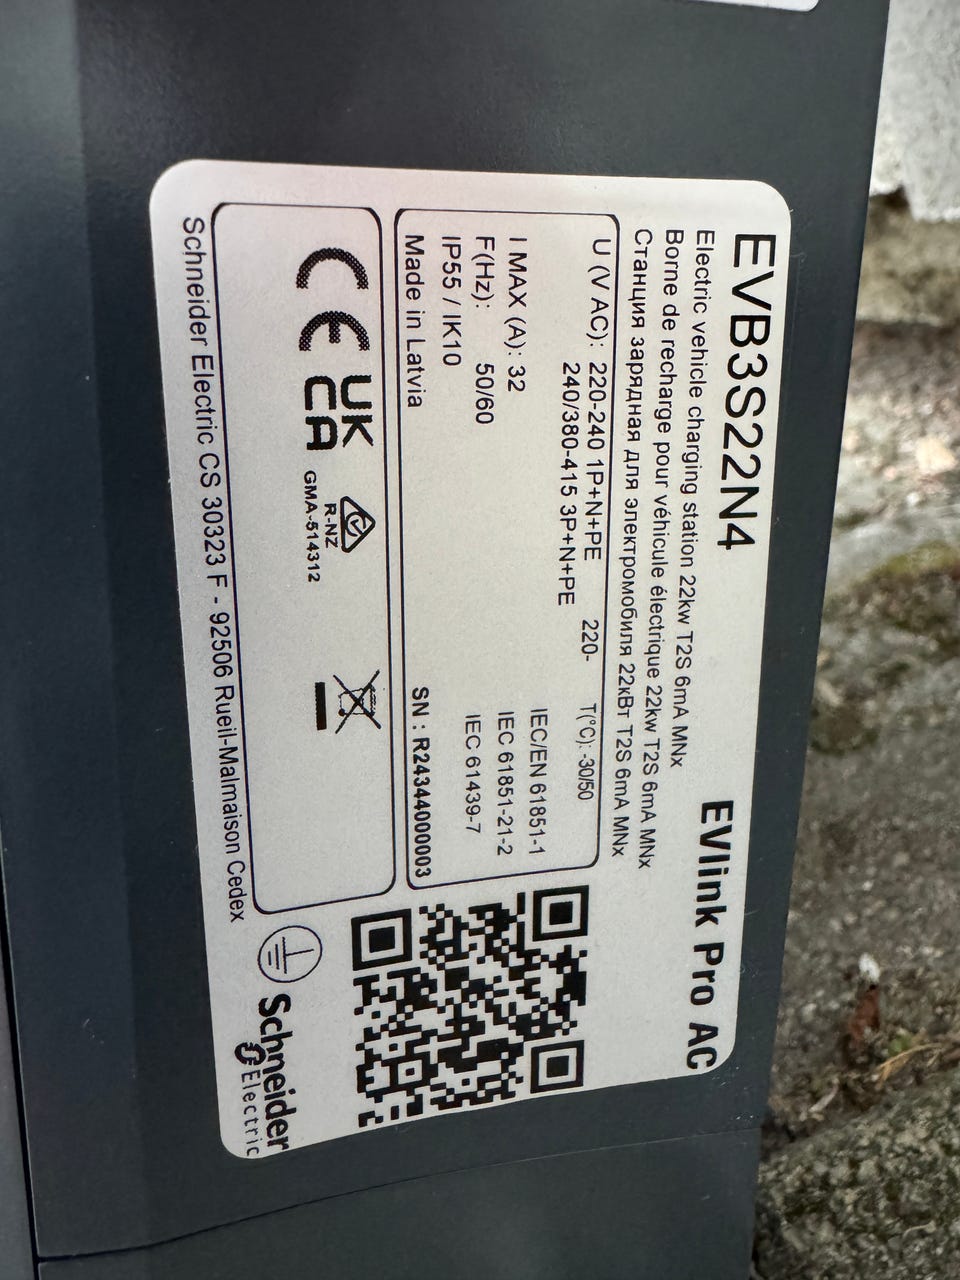 EVB3S22N4
EVlink Pro AC
Electric vehicle charging station 22kw T2S 6mA MNx
Borne de recharge pour véhicule électrique 22kw T2S 6mA MNx
Станция зарядная для электромобиля 22кВт T2S 6mA MNx
U (V AC): 220-240 1P+N+PE 220-
240/380-415 3P+N+PE
T(°C): -30/50
I MAX (A): 32
IEC/EN 61851-1
F(Hz): 50/60
IEC 61851-21-2
IP55 / IK10
IEC 61439-7
Made in Latvia
SN : R24344000003
CE
UK
CA
R-NZ
GMA-514312
Schneider Electric CS 30323 F - 92506 Rueil-Malmaison Cedex
Schneider
Electric